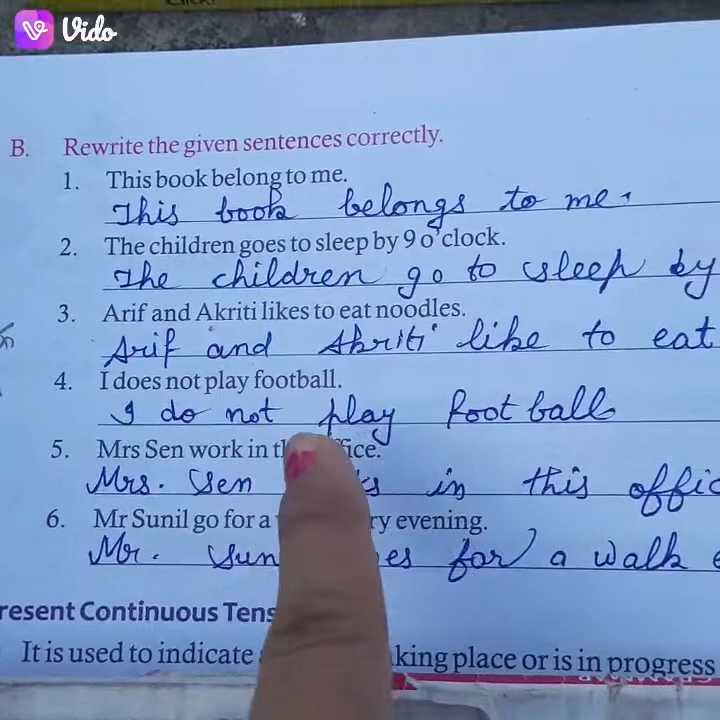 Vido
B. Rewrite the given sentences correctly.
1. This book belong to me.
This book belongs to me.
2. The children goes to sleep by 9 o'clock.
The children go to sleep by
3. Arif and Akriti likes to eat noodles.
Arif and Akriti like to eat
4. I does not play football.
I do not play football
5. Mrs Sen work in
Mrs. Sen in this
6. Mr Sunil go for a evening.
Mr. for a walk
It is used to indicate place or is in progress